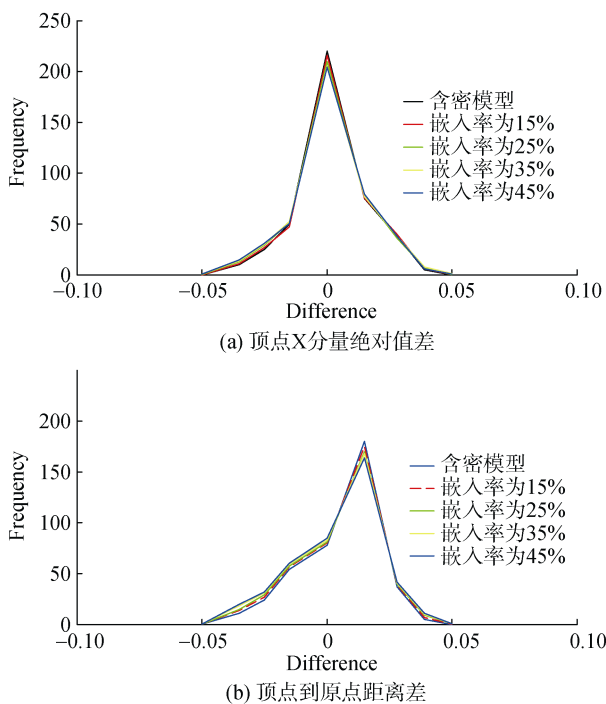 250
200
150
100
50
0
Frequency
含密模型
嵌入率为15%
嵌入率为25%
嵌入率为35%
嵌入率为45%
−0.10
−0.05
0
0.05
0.10
Difference
(a) 顶点X分量绝对值差
200
150
100
50
0
Frequency
含密模型
嵌入率为15%
嵌入率为25%
嵌入率为35%
嵌入率为45%
−0.10
−0.05
0
0.05
0.10
Difference
(b) 顶点到原点距离差